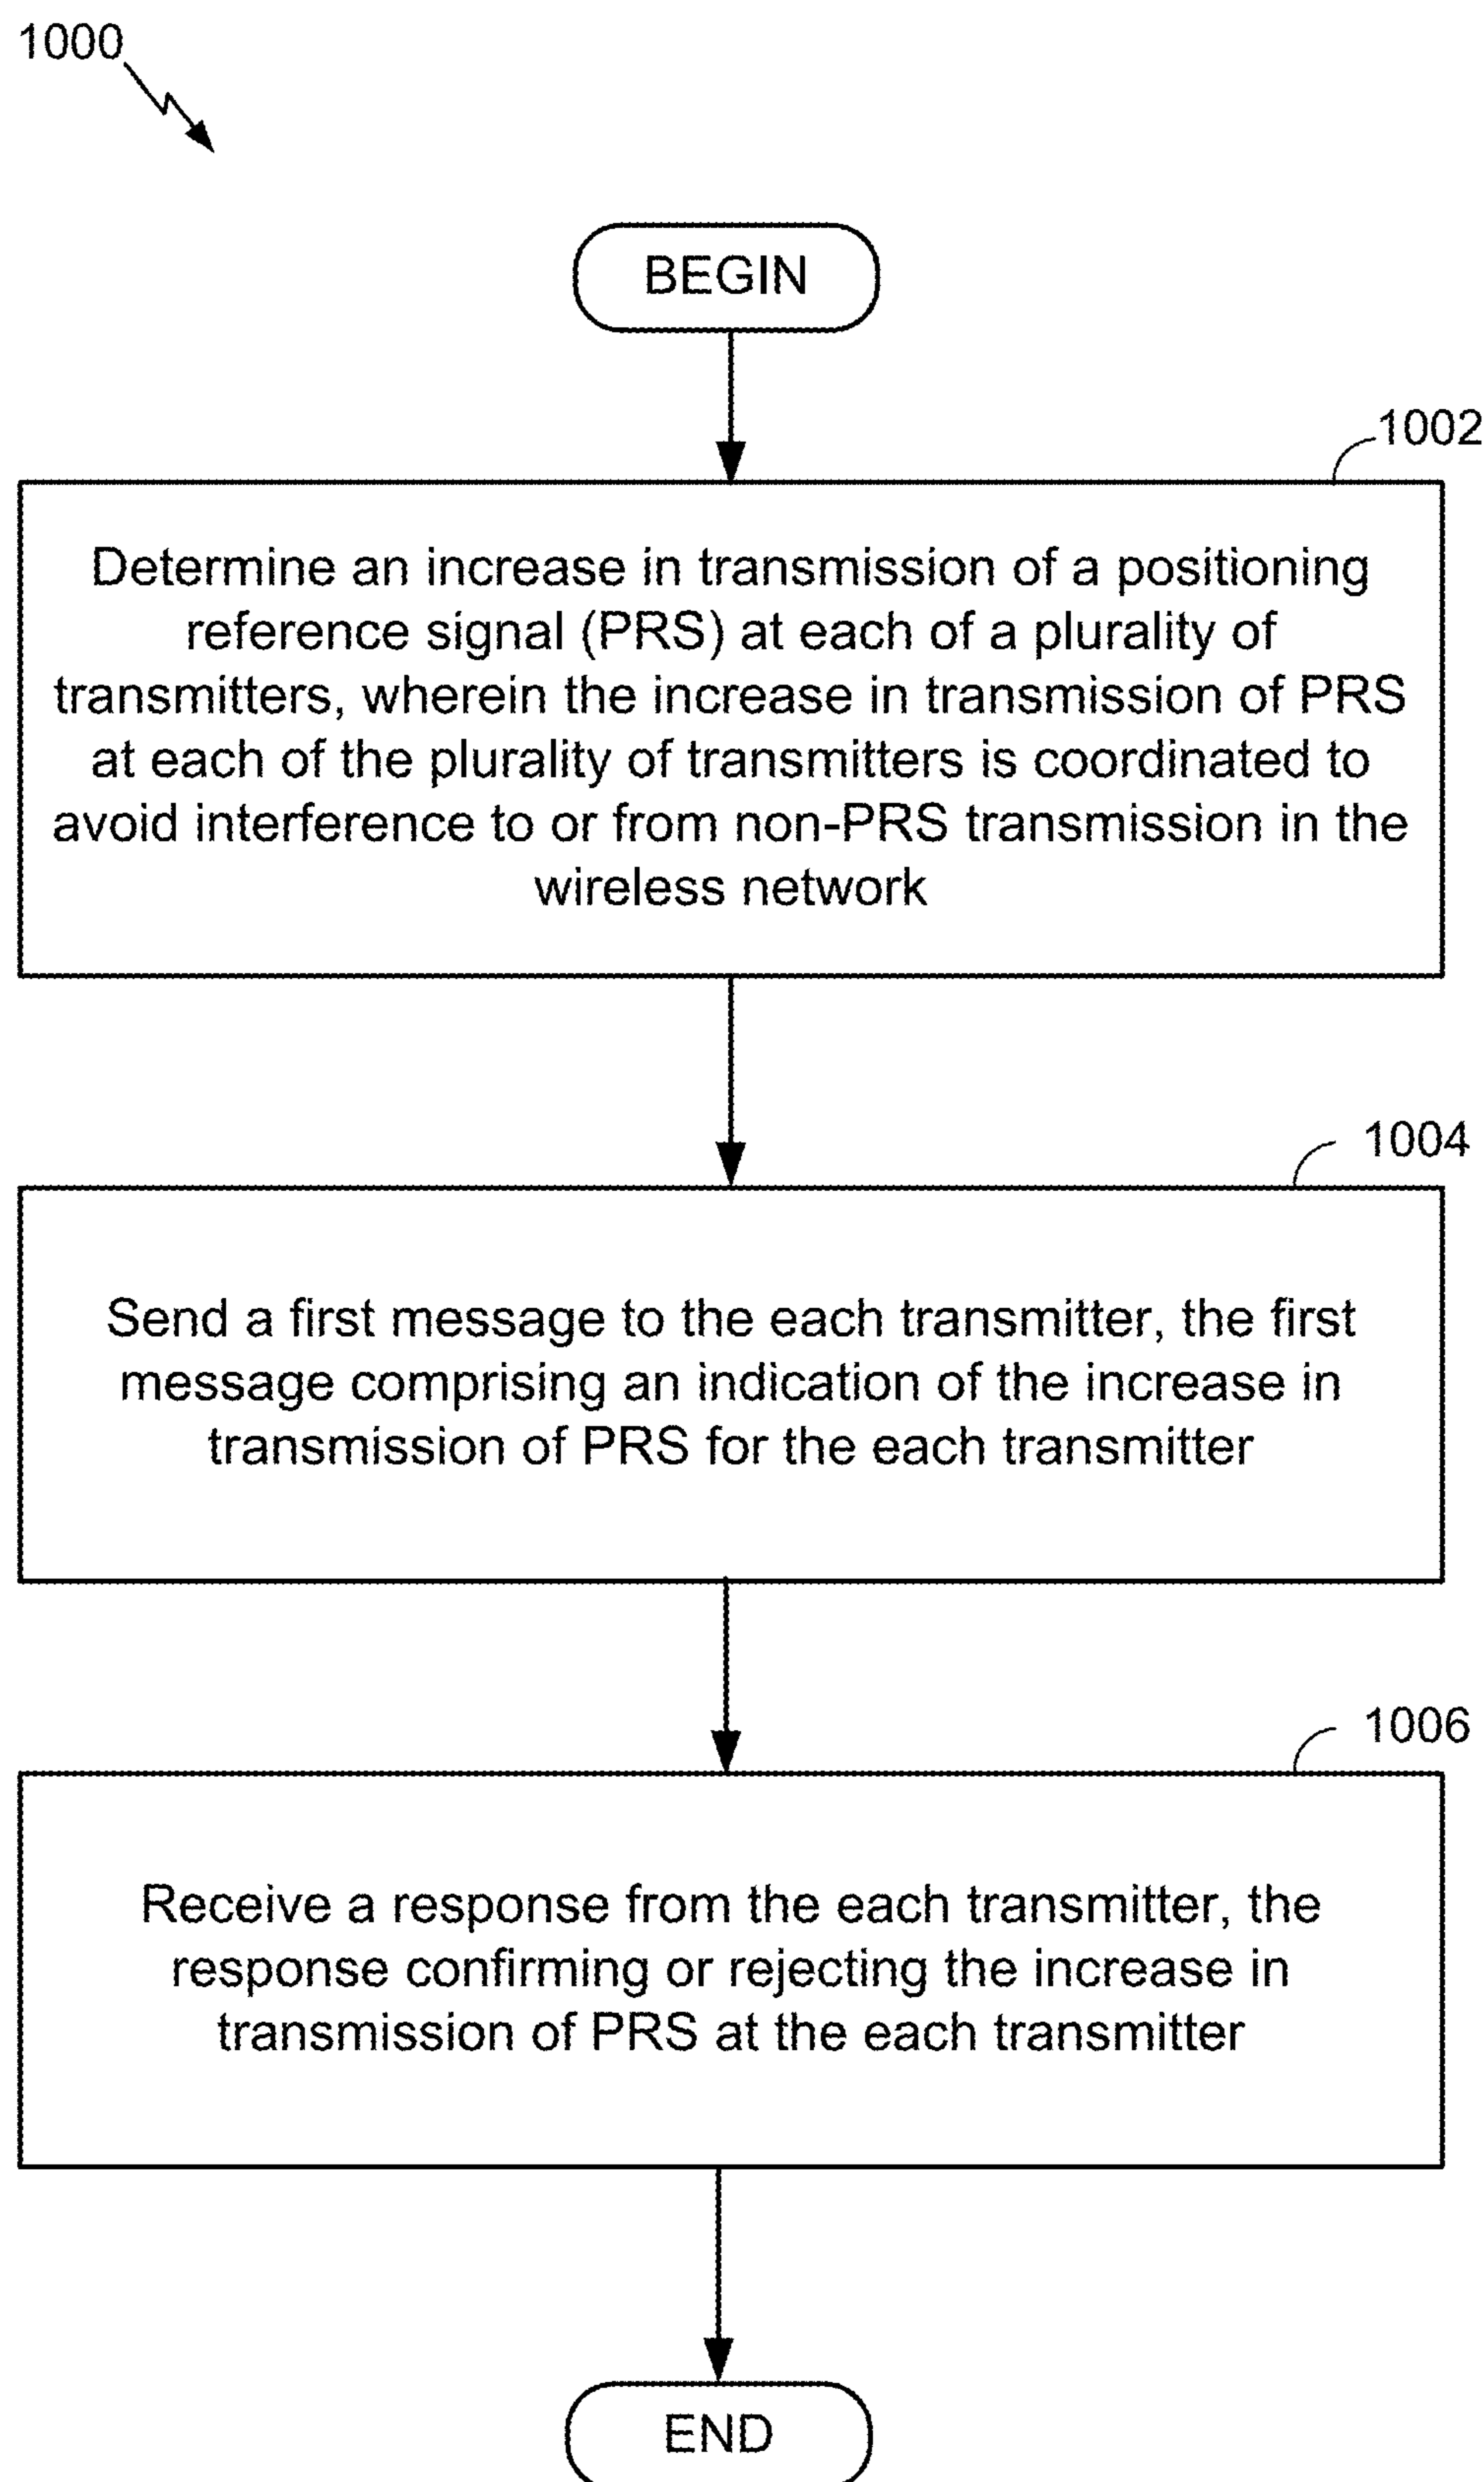 1000
BEGIN
1002
Determine an increase in transmission of a positioning
reference signal (PRS) at each of a plurality of
transmitters, wherein the increase in transmission of PRS
at each of the plurality of transmitters is coordinated to
avoid interference to or from non-PRS transmission in the
wireless network
1004
Send a first message to the each transmitter, the first
message comprising an indication of the increase in
transmission of PRS for the each transmitter
1006
Receive a response from the each transmitter, the
response confirming or rejecting the increase in
transmission of PRS at the each transmitter
END